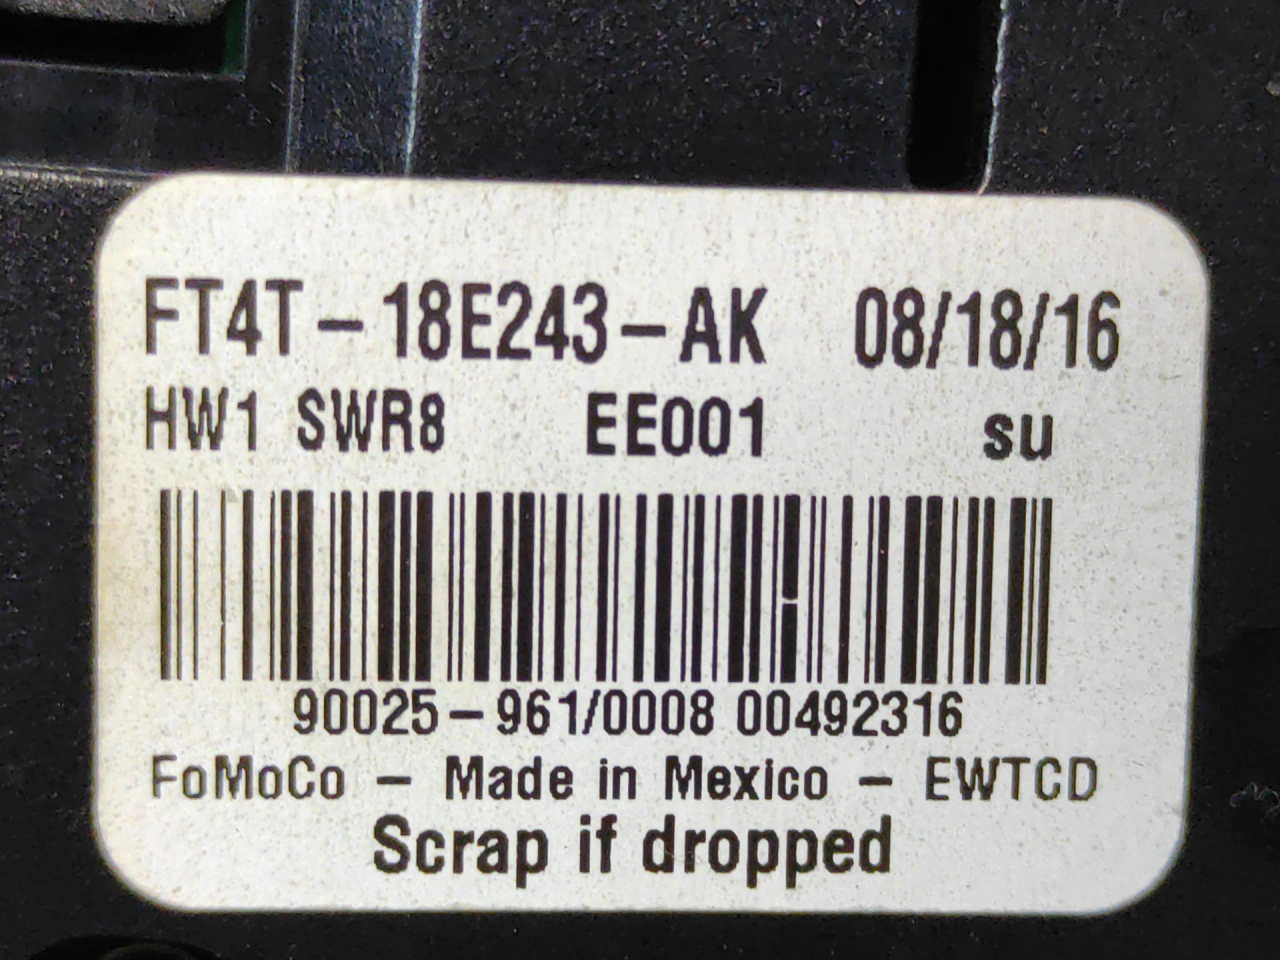 FT4T-18E243-AK 08/18/16
HW1 SWR8 EE001 su
90025-961/0008 00492316
FoMoCo - Made in Mexico - EWTCD
Scrap if dropped